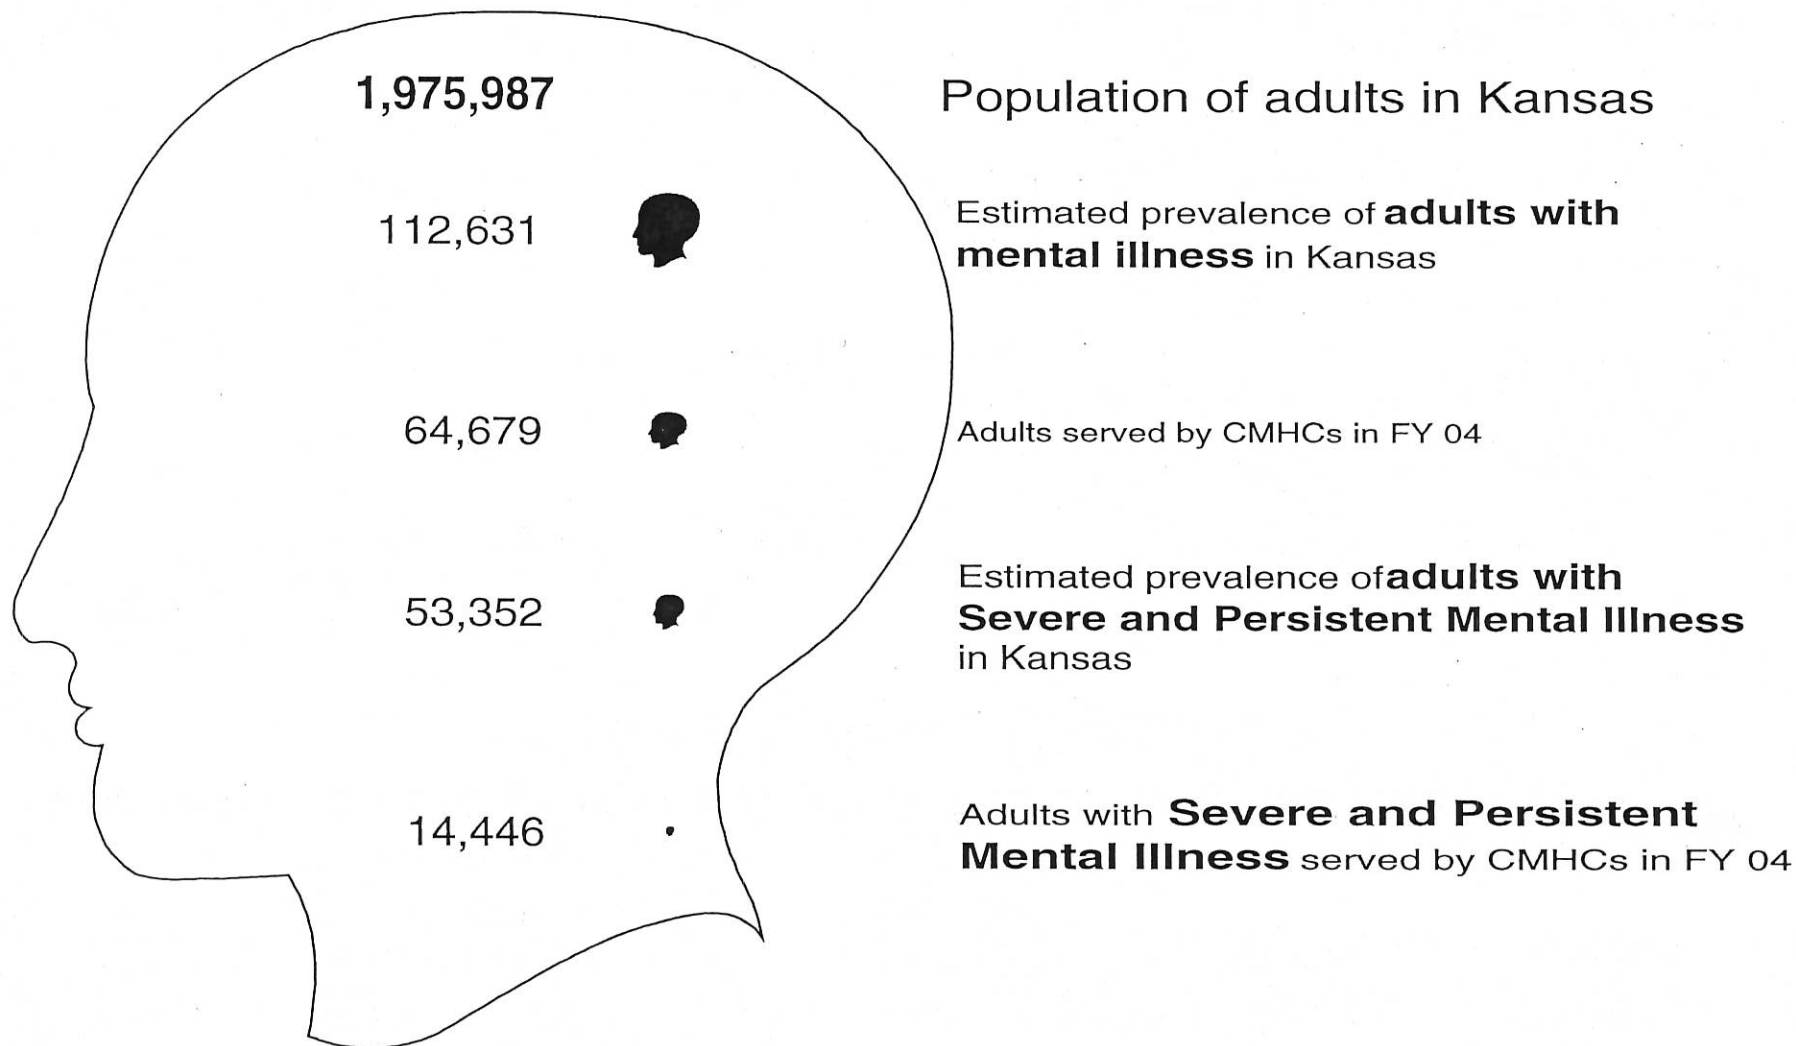 1,975,987 Population of adults in Kansas
112,631 Estimated prevalence of adults with
mental illness in Kansas
64,679 Adults served by CMHCs in FY 04
53,352 Estimated prevalence of adults with
Severe and Persistent Mental Illness
in Kansas
14,446 Adults with Severe and Persistent
Mental Illness served by CMHCs in FY 04